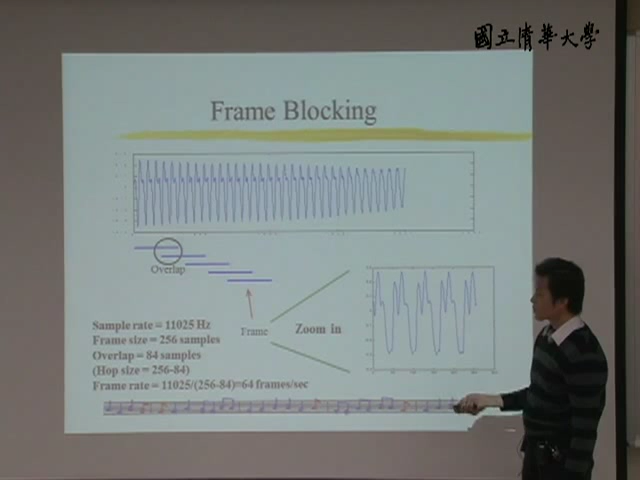 國立清華大學
Frame Blocking
Overlap
Frame
Zoom in
Sample rate = 11025 Hz
Frame size = 256 samples
Overlap = 84 samples
(Hop size = 256-84)
Frame rate = 11025/(256-84)=64 frames/sec